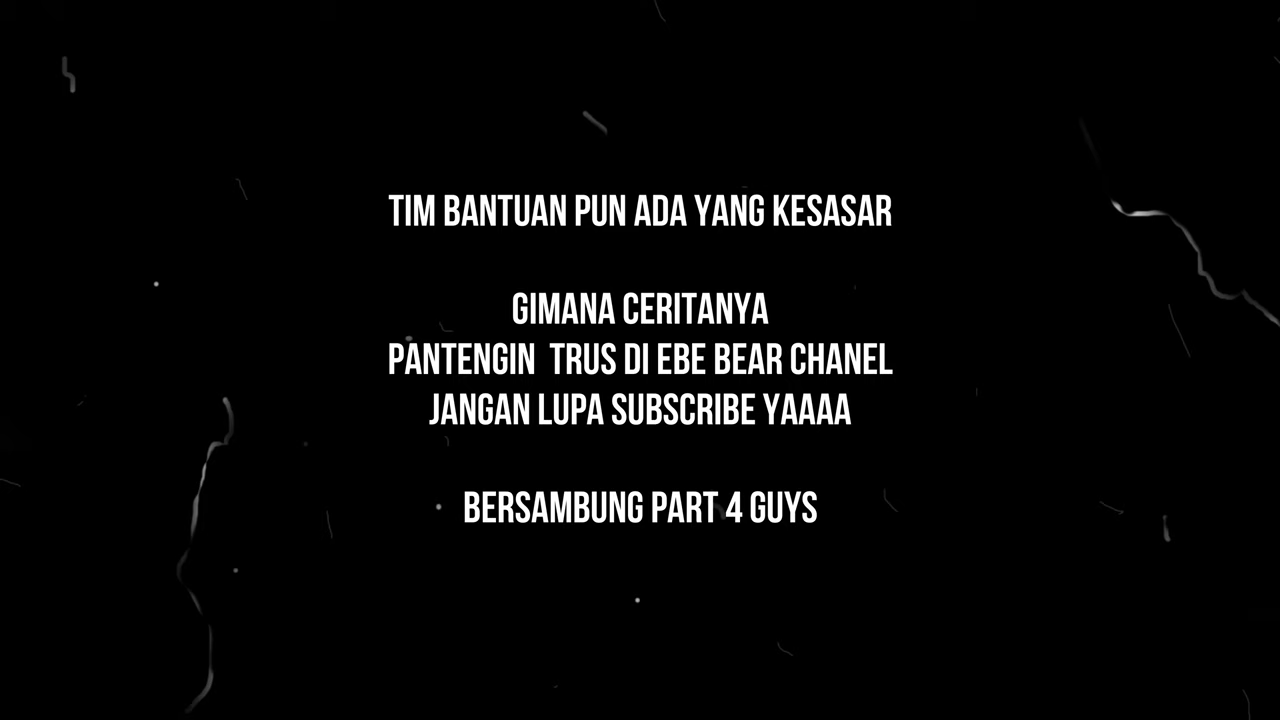 TIM BANTUAN PUN ADA YANG KESASAR
GIMANA CERITANYA
PANTENGIN TRUS DI EBE BEAR CHANEL
JANGAN LUPA SUBSCRIBE YAAAA
BERSAMBUNG PART 4 GUYS